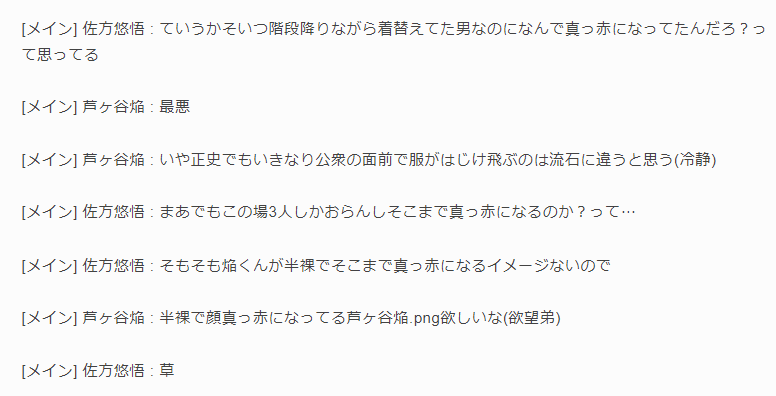 [メイン] 佐方悠悟 : ていうかそいつ階段降りながら着替えてた男なのになんで真っ赤になってたんだろ？っ
て思ってる
[メイン] 芦ヶ谷焔 : 最悪
[メイン] 芦ヶ谷焔 : いや正史でもいきなり公衆の面前で服がはじけ飛ぶのは流石に違うと思う(冷静)
[メイン] 佐方悠悟 : まあでもこの場3人しかおらんしそこまで真っ赤になるのか？って…
[メイン] 佐方悠悟 : そもそも焔くんが半裸でそこまで真っ赤になるイメージないので
[メイン] 芦ヶ谷焔 : 半裸で顔真っ赤になってる芦ヶ谷焔.png欲しいな(欲望弟)
[メイン] 佐方悠悟 : 草